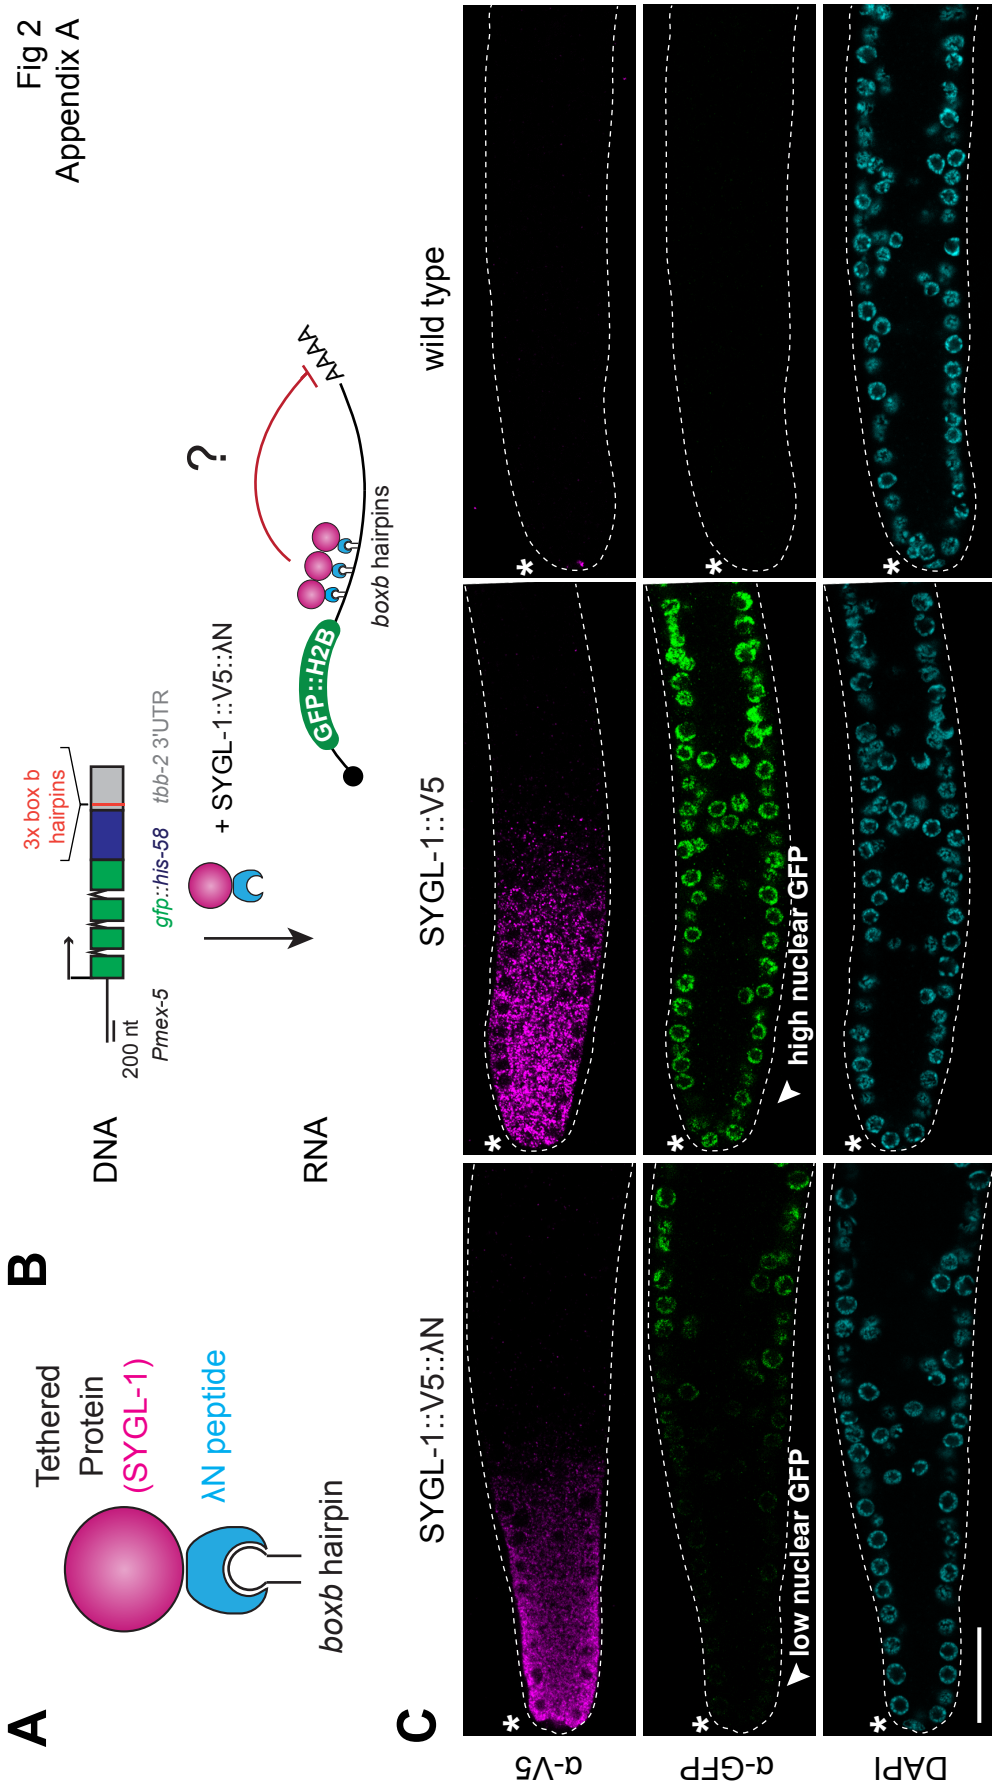 Fig 2
Appendix A
A
Tethered
Protein
(SYGL-1)
λN peptide
boxb hairpin
B
DNA
3x box b
hairpins
200 nt
Pmex-5
gfp::his-58
tbb-2 3'UTR
+ SYGL-1::V5::λN
RNA
GFP::H2B
boxb hairpins
AAAA
?
C
SYGL-1::V5::λN
SYGL-1::V5
wild type
α-V5
*
*
*
α-GFP
*
*
*
low nuclear GFP
high nuclear GFP
DAPI
*
*
*